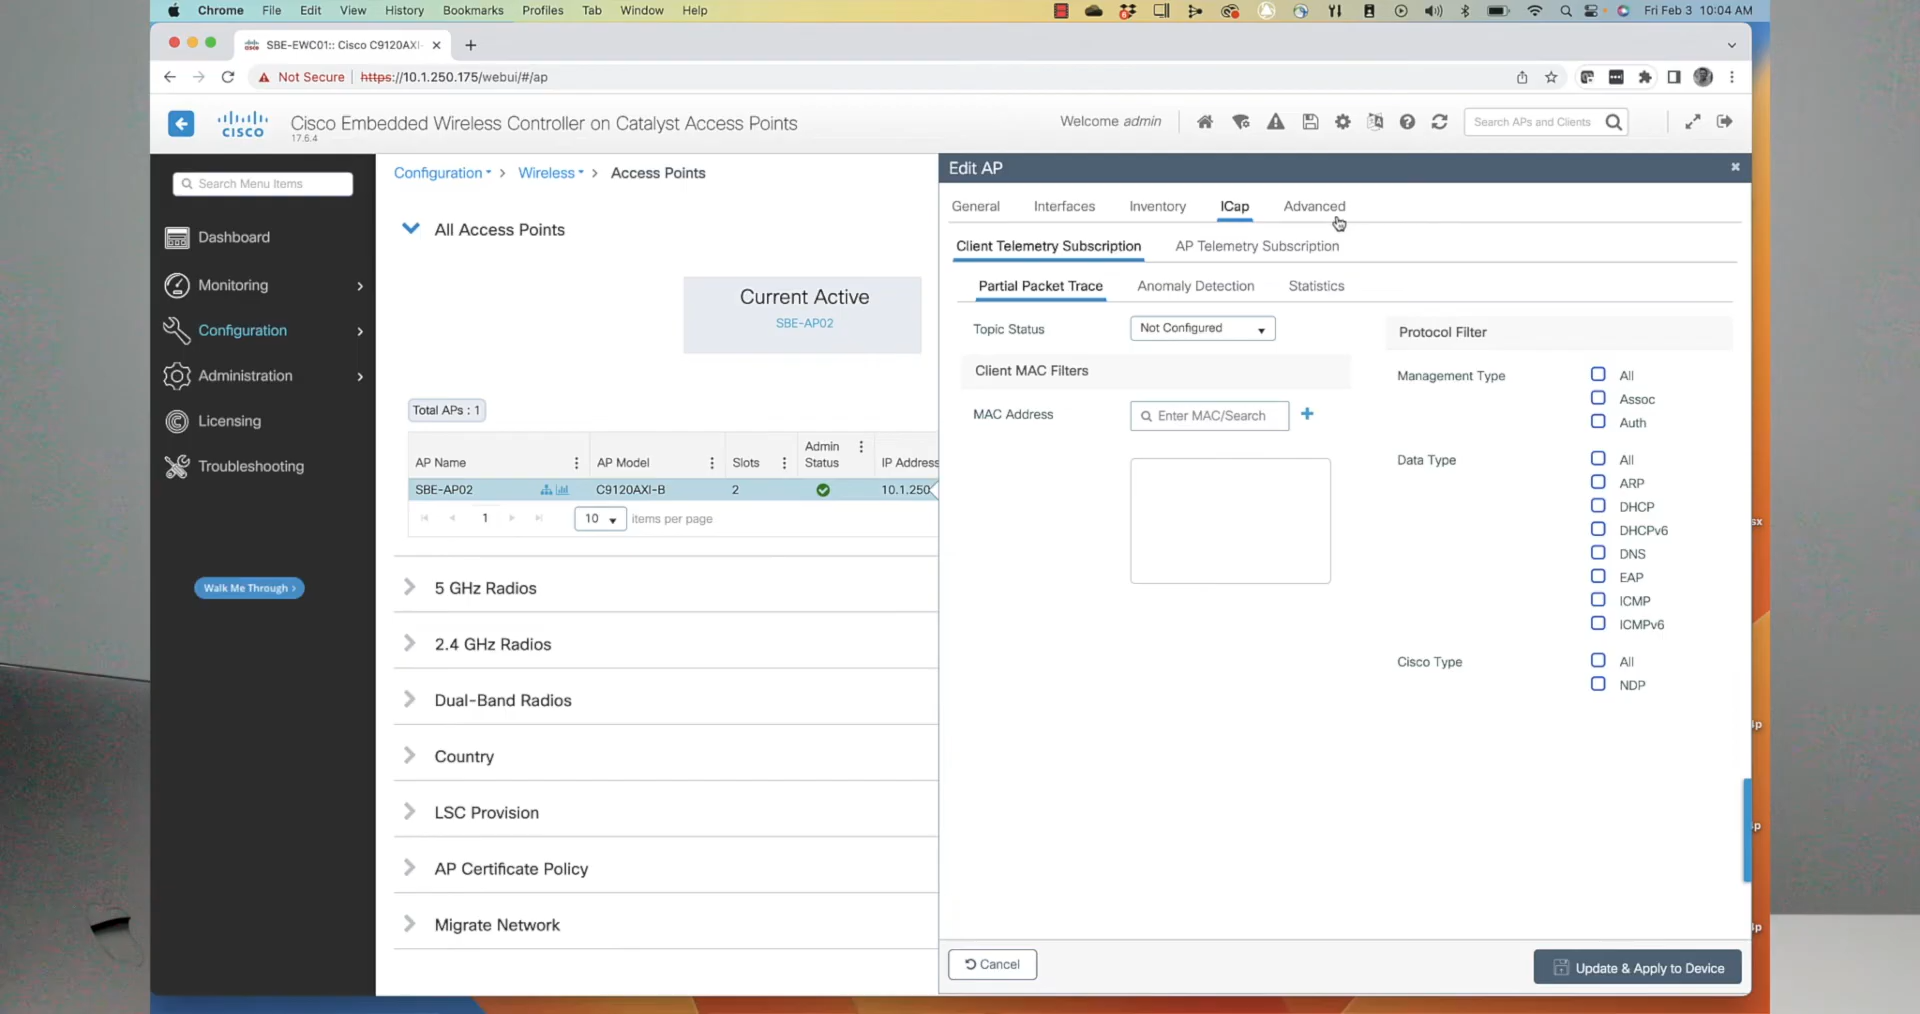 Chrome File Edit View History Bookmarks Profiles Tab Window Help Fri Feb 3 10:04 AM
SBE-EWC01:: Cisco C9120AXI-
Not Secure https://10.1.250.175/webui/#/ap
CISCO Cisco Embedded Wireless Controller on Catalyst Access Points Welcome admin Search APs and Clients
17.6.4
Search Menu Items
Dashboard
Monitoring
Configuration
Administration
Licensing
Troubleshooting
Walk Me Through >
Configuration > Wireless > Access Points
All Access Points
Current Active
SBE-AP02
Total APs : 1
AP Name AP Model Slots Admin Status IP Address
SBE-AP02 C9120AXI-B 2 10.1.250
1 10 items per page
5 GHz Radios
2.4 GHz Radios
Dual-Band Radios
Country
LSC Provision
AP Certificate Policy
Migrate Network
Edit AP
General Interfaces Inventory ICap Advanced
Client Telemetry Subscription AP Telemetry Subscription
Partial Packet Trace Anomaly Detection Statistics
Topic Status Not Configured
Client MAC Filters
MAC Address Enter MAC/Search
Protocol Filter
Management Type All
Assoc
Auth
Data Type All
ARP
DHCP
DHCPv6
DNS
EAP
ICMP
ICMPv6
Cisco Type All
NDP
Cancel Update & Apply to Device